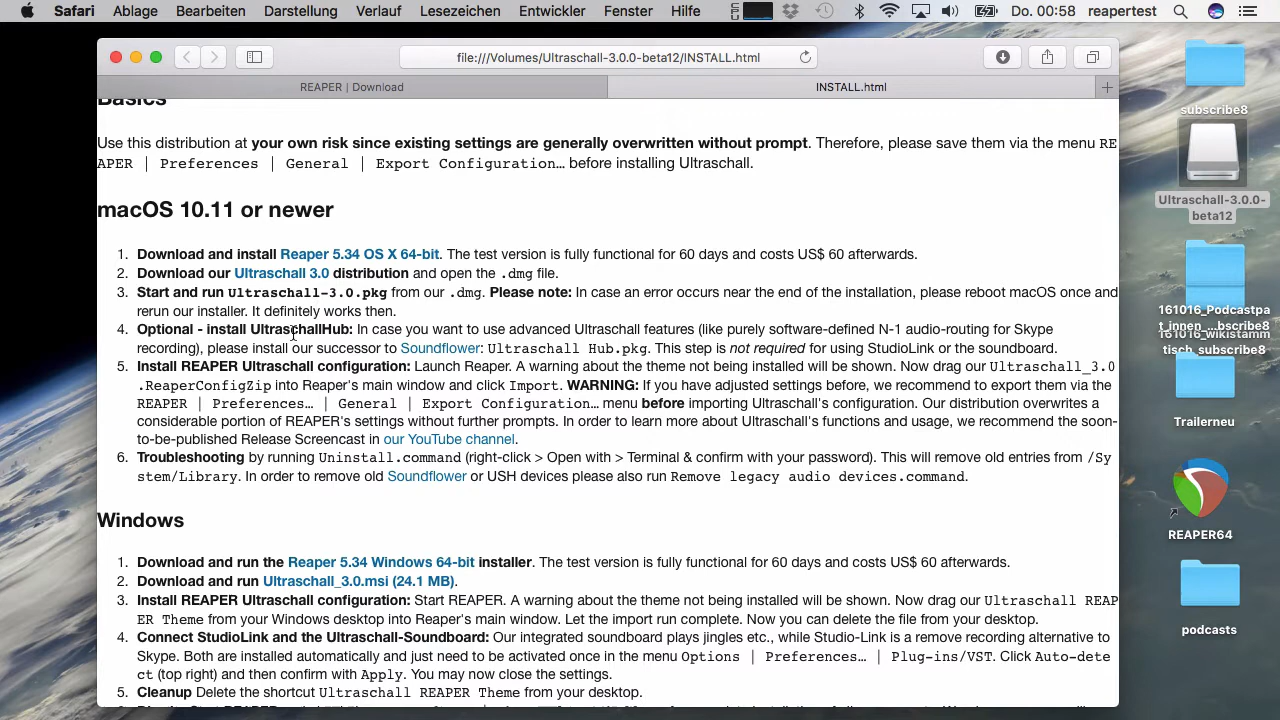 Safari Ablage Bearbeiten Darstellung Verlauf Lesezeichen Entwickler Fenster Hilfe Do. 00:58 reapertest
file:///Volumes/Ultraschall-3.0.0-beta12/INSTALL.html
REAPER | Download INSTALL.html
Basics
Use this distribution at your own risk since existing settings are generally overwritten without prompt. Therefore, please save them via the menu RE
APER | Preferences | General | Export Configuration… before installing Ultraschall.
macOS 10.11 or newer
1. Download and install Reaper 5.34 OS X 64-bit. The test version is fully functional for 60 days and costs US$ 60 afterwards.
2. Download our Ultraschall 3.0 distribution and open the .dmg file.
3. Start and run Ultraschall-3.0.pkg from our .dmg. Please note: In case an error occurs near the end of the installation, please reboot macOS once and
rerun our installer. It definitely works then.
4. Optional - install UltraschallHub: In case you want to use advanced Ultraschall features (like purely software-defined N-1 audio-routing for Skype
recording), please install our successor to Soundflower: Ultraschall Hub.pkg. This step is not required for using StudioLink or the soundboard.
5. Install REAPER Ultraschall configuration: Launch Reaper. A warning about the theme not being installed will be shown. Now drag our Ultraschall_3.0
.ReaperConfigZip into Reaper's main window and click Import. WARNING: If you have adjusted settings before, we recommend to export them via the
REAPER | Preferences… | General | Export Configuration… menu before importing Ultraschall's configuration. Our distribution overwrites a
considerable portion of REAPER's settings without further prompts. In order to learn more about Ultraschall's functions and usage, we recommend the soon-
to-be-published Release Screencast in our YouTube channel.
6. Troubleshooting by running Uninstall.command (right-click > Open with > Terminal & confirm with your password). This will remove old entries from /Sy
stem/Library. In order to remove old Soundflower or USH devices please also run Remove legacy audio devices.command.
Windows
1. Download and run the Reaper 5.34 Windows 64-bit installer. The test version is fully functional for 60 days and costs US$ 60 afterwards.
2. Download and run Ultraschall_3.0.msi (24.1 MB).
3. Install REAPER Ultraschall configuration: Start REAPER. A warning about the theme not being installed will be shown. Now drag our Ultraschall REAP
ER Theme from your Windows desktop into Reaper's main window. Let the import run complete. Now you can delete the file from your desktop.
4. Connect StudioLink and the Ultraschall-Soundboard: Our integrated soundboard plays jingles etc., while Studio-Link is a remove recording alternative to
Skype. Both are installed automatically and just need to be activated once in the menu Options | Preferences… | Plug-ins/VST. Click Auto-dete
ct (top right) and then confirm with Apply. You may now close the settings.
5. Cleanup Delete the shortcut Ultraschall REAPER Theme from your desktop.
subscribe8
Ultraschall-3.0.0-
beta12
161016_Podcastpa
t_innen_...bscribe8
161016_wikistamm
tisch_subscribe8
Trailerneu
REAPER64
podcasts